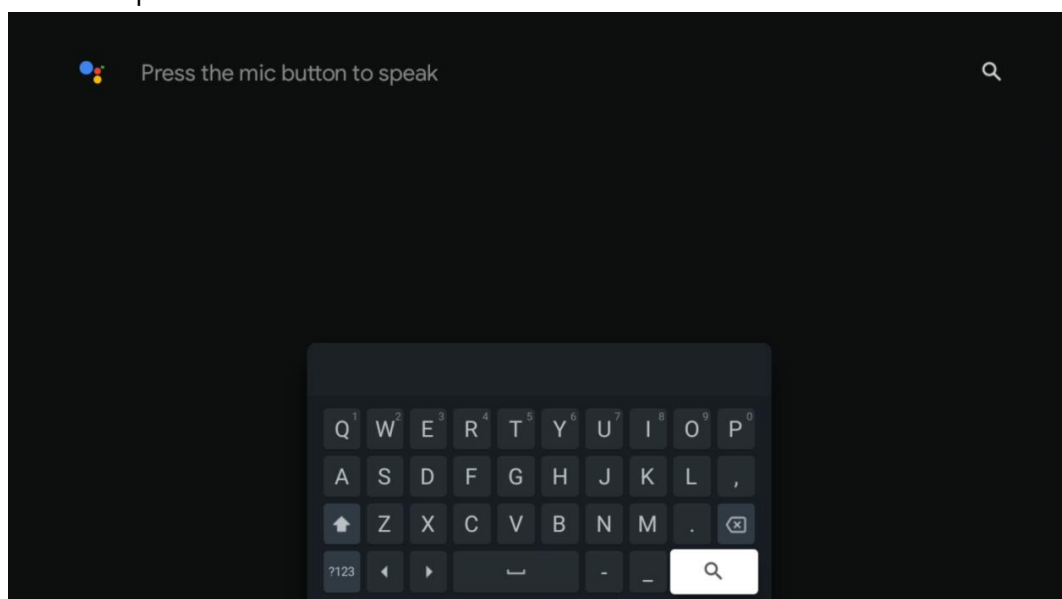 Press the mic button to speak
Q1 W2 E3 R4 T5 Y6 U7 I8 O9 P0
A S D F G H J K L ,
Z X C V B N M .
?123 - _